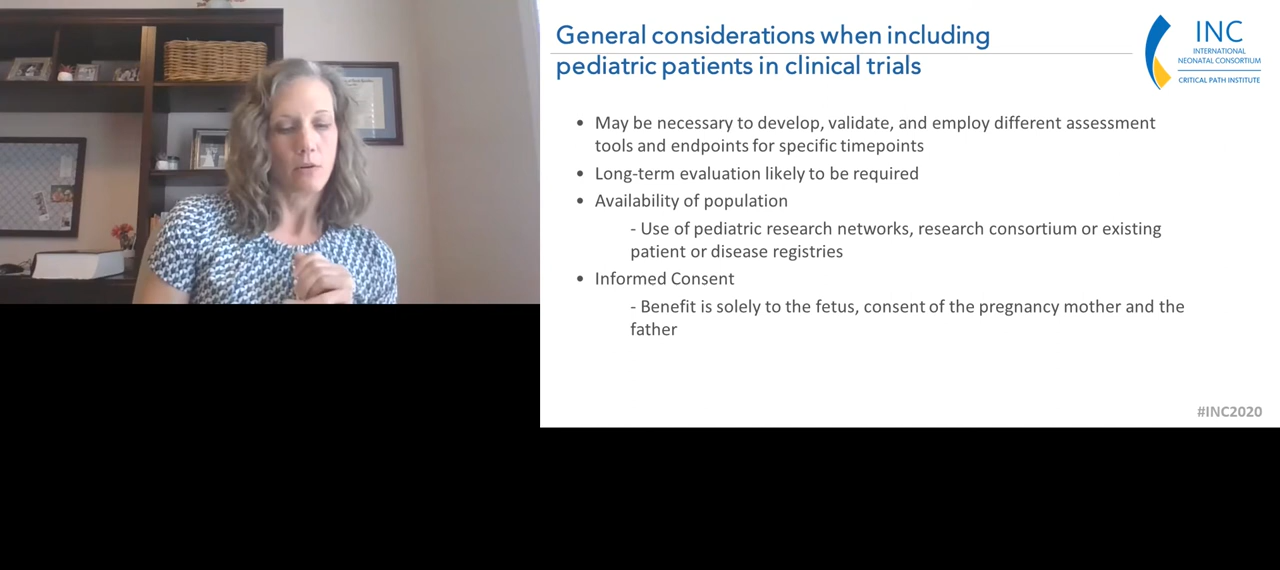 General considerations when including
pediatric patients in clinical trials
INC
INTERNATIONAL
NEONATAL CONSORTIUM
CRITICAL PATH INSTITUTE
• May be necessary to develop, validate, and employ different assessment
tools and endpoints for specific timepoints
• Long-term evaluation likely to be required
• Availability of population
- Use of pediatric research networks, research consortium or existing
patient or disease registries
• Informed Consent
- Benefit is solely to the fetus, consent of the pregnancy mother and the
father
#INC2020